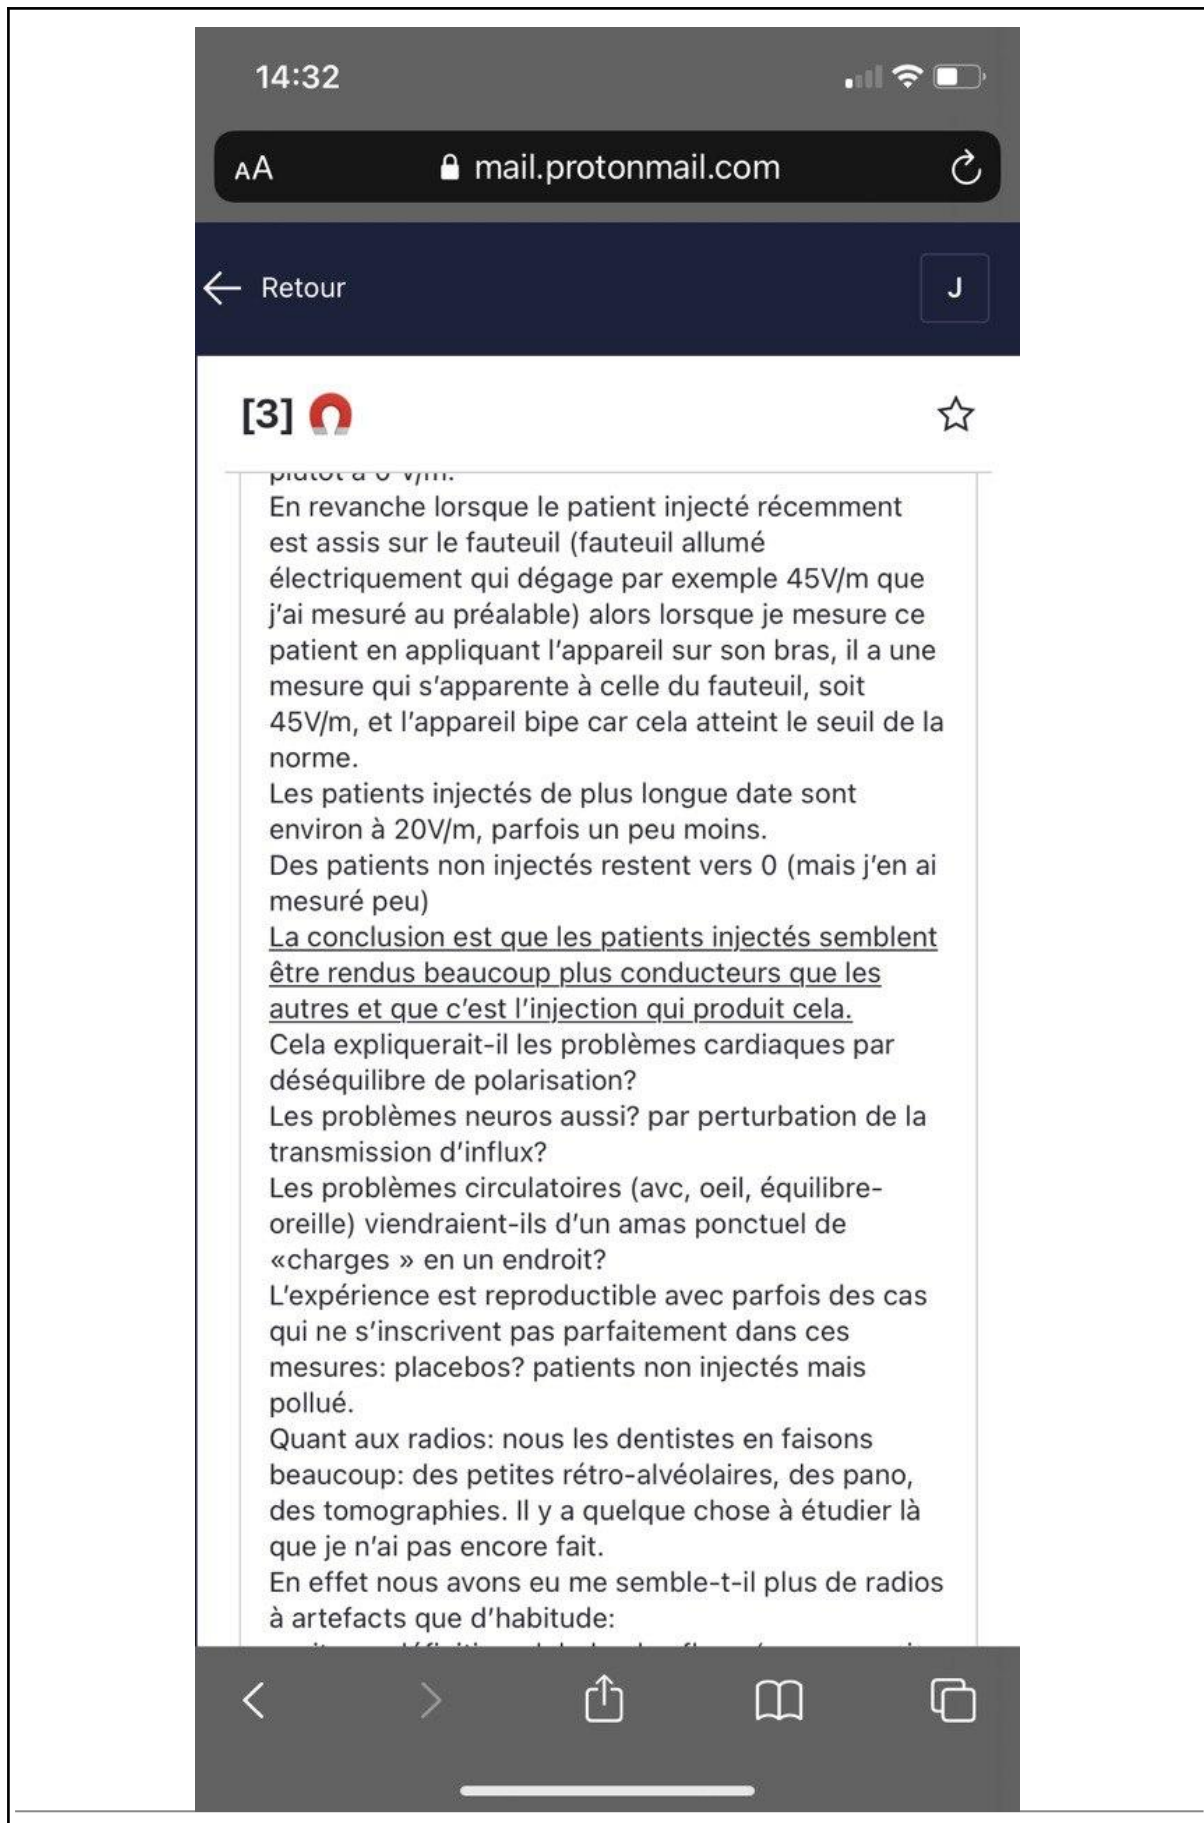 14:32
AA mail.protonmail.com
Retour J
[3]
plutôt à 0 V/m.
En revanche lorsque le patient injecté récemment
est assis sur le fauteuil (fauteuil allumé
électriquement qui dégage par exemple 45V/m que
j'ai mesuré au préalable) alors lorsque je mesure ce
patient en appliquant l'appareil sur son bras, il a une
mesure qui s'apparente à celle du fauteuil, soit
45V/m, et l'appareil bipe car cela atteint le seuil de la
norme.
Les patients injectés de plus longue date sont
environ à 20V/m, parfois un peu moins.
Des patients non injectés restent vers 0 (mais j'en ai
mesuré peu)
La conclusion est que les patients injectés semblent
être rendus beaucoup plus conducteurs que les
autres et que c'est l'injection qui produit cela.
Cela expliquerait-il les problèmes cardiaques par
déséquilibre de polarisation?
Les problèmes neuros aussi? par perturbation de la
transmission d'influx?
Les problèmes circulatoires (avc, oeil, équilibre-
oreille) viendraient-ils d'un amas ponctuel de
«charges » en un endroit?
L'expérience est reproductible avec parfois des cas
qui ne s'inscrivent pas parfaitement dans ces
mesures: placebos? patients non injectés mais
pollué.
Quant aux radios: nous les dentistes en faisons
beaucoup: des petites rétro-alvéolaires, des pano,
des tomographies. Il y a quelque chose à étudier là
que je n'ai pas encore fait.
En effet nous avons eu me semble-t-il plus de radios
à artefacts que d'habitude: